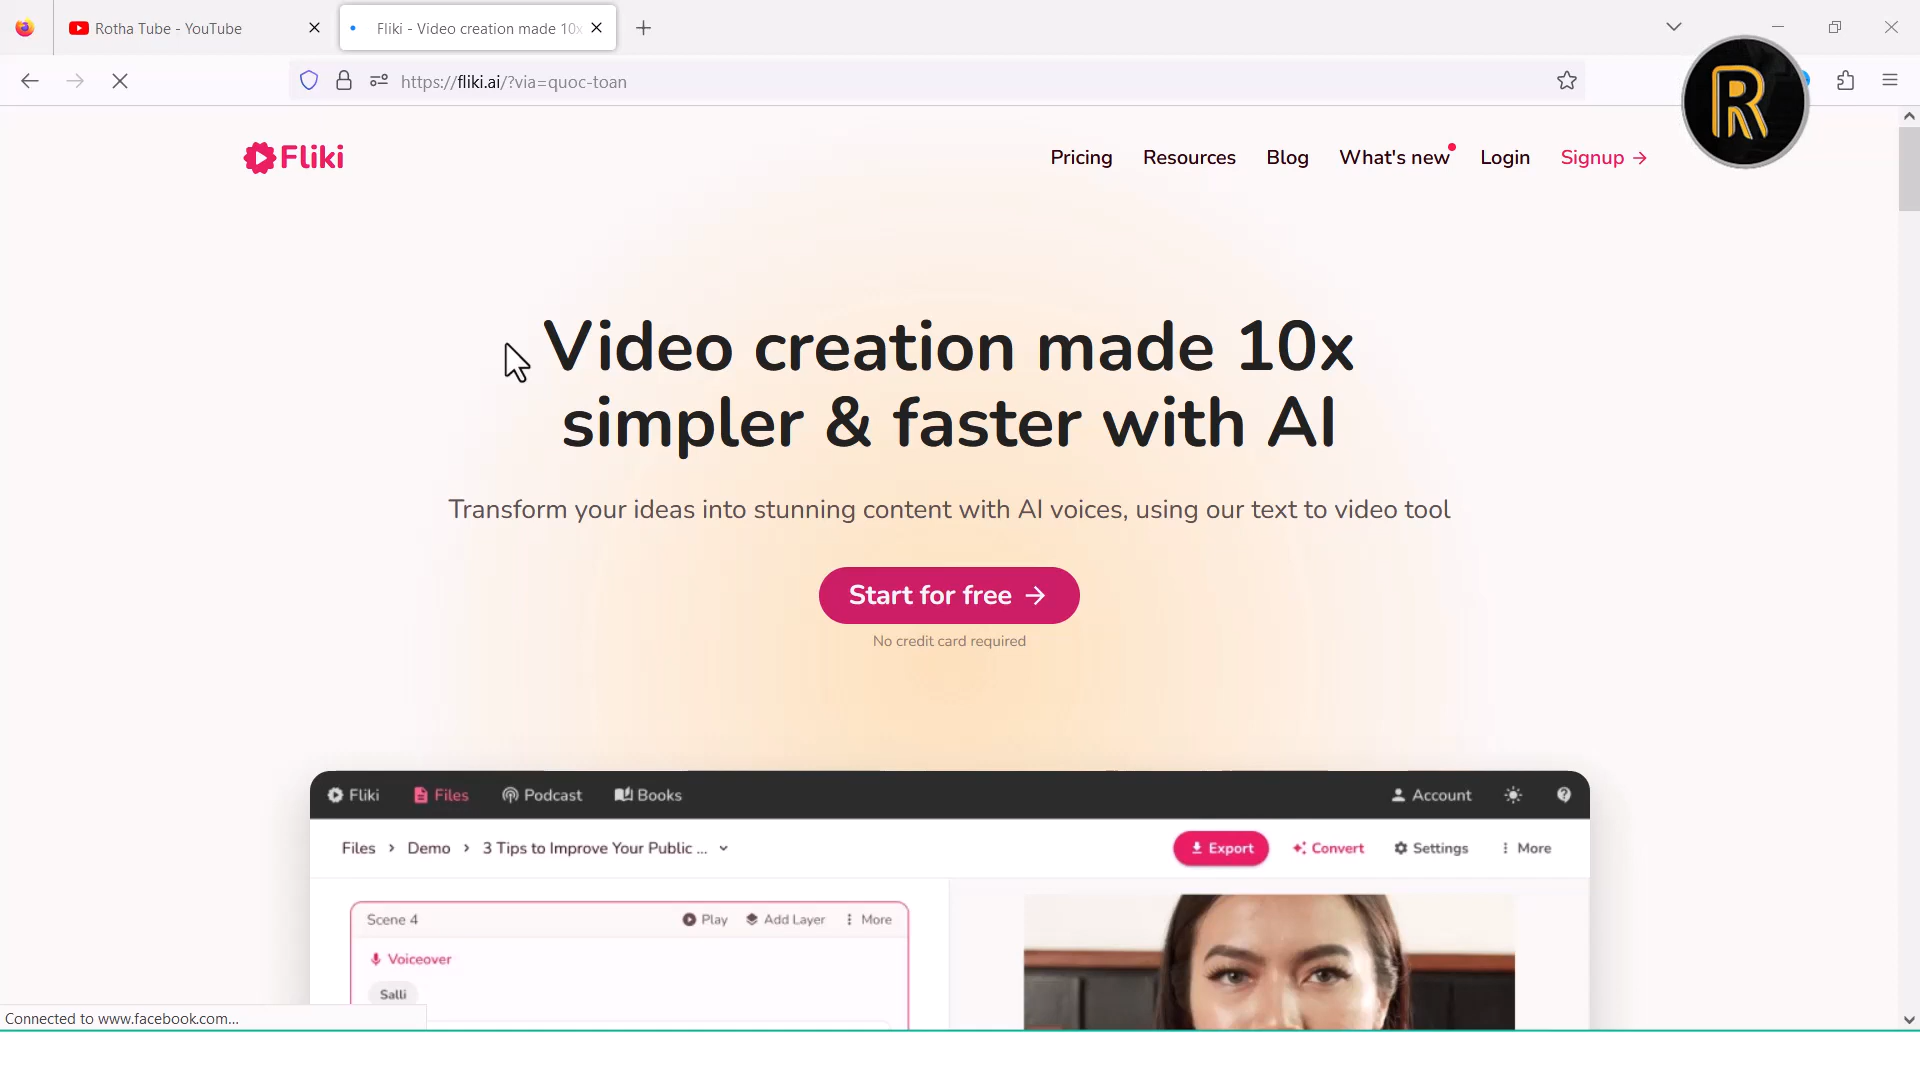 Rotha Tube - YouTube
Fliki - Video creation made 10x
https://fliki.ai/?via=quoc-toan
R
Fliki
Pricing
Resources
Blog
What's new
Login
Signup →
Video creation made 10x
simpler & faster with AI
Transform your ideas into stunning content with AI voices, using our text to video tool
Start for free →
No credit card required
Fliki
Files
Podcast
Books
Account
Files › Demo › 3 Tips to Improve Your Public ...
Export
Convert
Settings
More
Scene 4
Play
Add Layer
More
Voiceover
Salli
Connected to www.facebook.com...